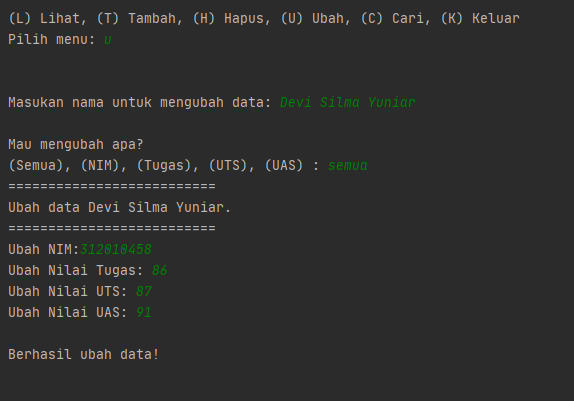 (L) Lihat, (T) Tambah, (H) Hapus, (U) Ubah, (C) Cari, (K) Keluar
Pilih menu: u
Masukan nama untuk mengubah data: Devi Silma Yuniar
Mau mengubah apa?
(Semua), (NIM), (Tugas), (UTS), (UAS) : semua
==========================
Ubah data Devi Silma Yuniar.
==========================
Ubah NIM:312010458
Ubah Nilai Tugas: 86
Ubah Nilai UTS: 87
Ubah Nilai UAS: 91
Berhasil ubah data!